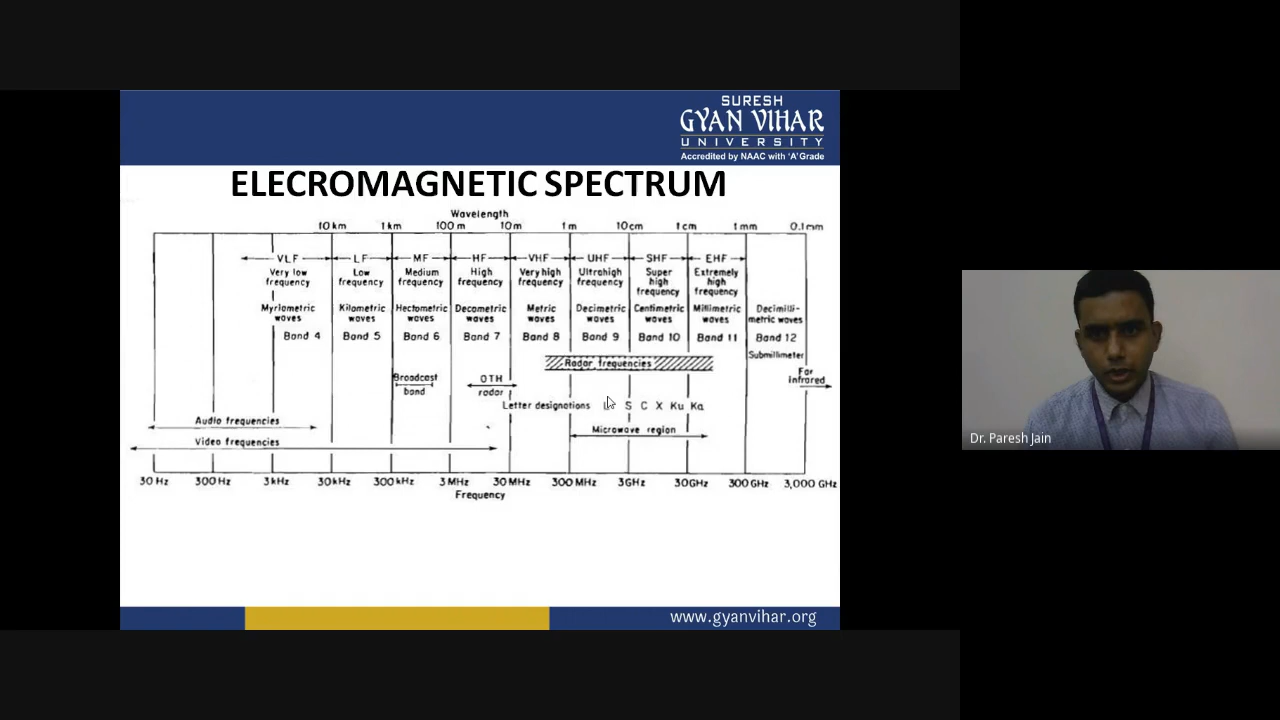 SURESH
GYAN VIHAR
UNIVERSITY
Accredited by NAAC with 'A' Grade
ELECROMAGNETIC SPECTRUM
Wavelength
10 km 1 km 100 m 10 m 1 m 10 cm 1 cm 1 mm 0.1 mm
VLF LF MF HF VHF UHF SHF EHF
Very low frequency Low frequency Medium frequency High frequency Very high frequency Ultrahigh frequency Super high frequency Extremely high frequency
Myriametric waves Kilometric waves Hectometric waves Decametric waves Metric waves Decimetric waves Centimetric waves Millimetric waves Decimilli-metric waves
Band 4 Band 5 Band 6 Band 7 Band 8 Band 9 Band 10 Band 11 Band 12
Submillimeter
Radar frequencies
Far infrared
Broadcast band
OTH radar
Letter designations S C X Ku Ka
Audio frequencies
Microwave region
Video frequencies
30 Hz 300 Hz 3 kHz 30 kHz 300 kHz 3 MHz 30 MHz 300 MHz 3 GHz 30 GHz 300 GHz 3,000 GHz
Frequency
www.gyanvihar.org
Dr. Paresh Jain